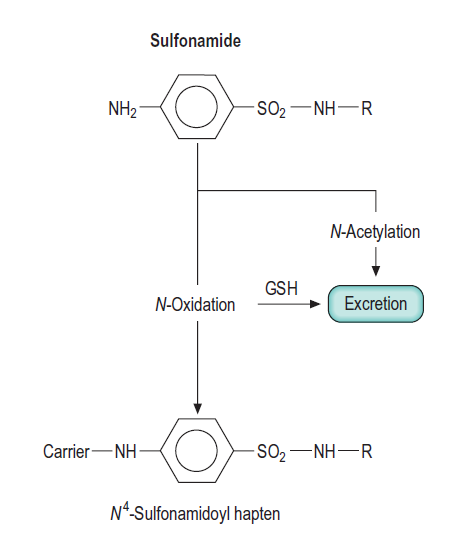 Sulfonamide
NH₂ SO₂ NH R
N-Acetylation
GSH
N-Oxidation
Excretion
Carrier NH SO₂ NH R
N⁴-Sulfonamidoyl hapten